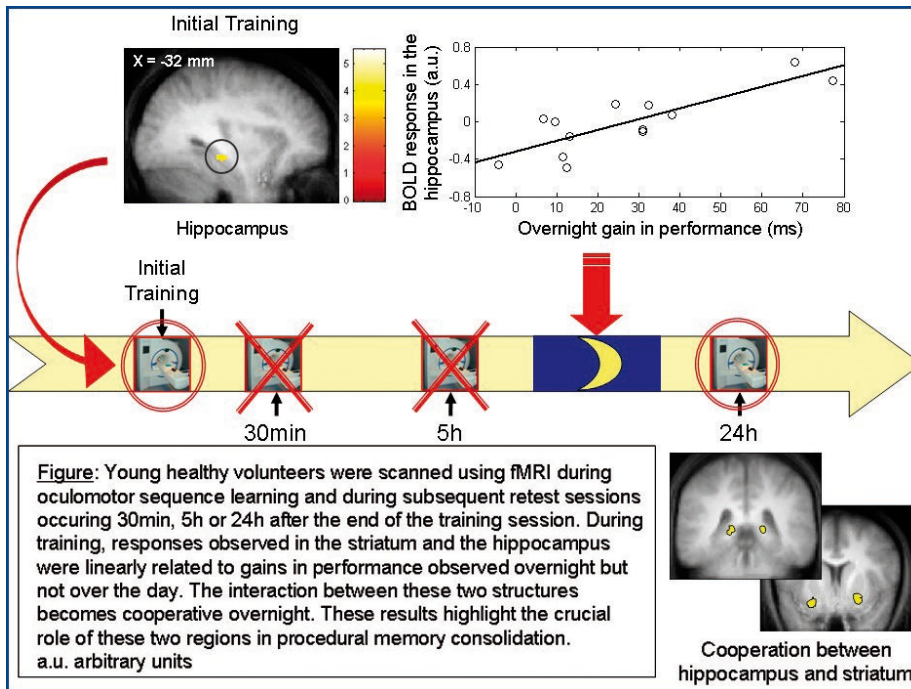 Initial Training
X = -32 mm
5
4
3
2
1
0
Hippocampus
BOLD response in the
hippocampus (a.u.)
0.8
0.4
0
-0.4
-0.8
-10 0 10 20 30 40 50 60 70 80
Overnight gain in performance (ms)
Initial
Training
30min
5h
24h
Figure: Young healthy volunteers were scanned using fMRI during
oculomotor sequence learning and during subsequent retest sessions
occuring 30min, 5h or 24h after the end of the training session. During
training, responses observed in the striatum and the hippocampus
were linearly related to gains in performance observed overnight but
not over the day. The interaction between these two structures
becomes cooperative overnight. These results highlight the crucial
role of these two regions in procedural memory consolidation.
a.u. arbitrary units
Cooperation between
hippocampus and striatum